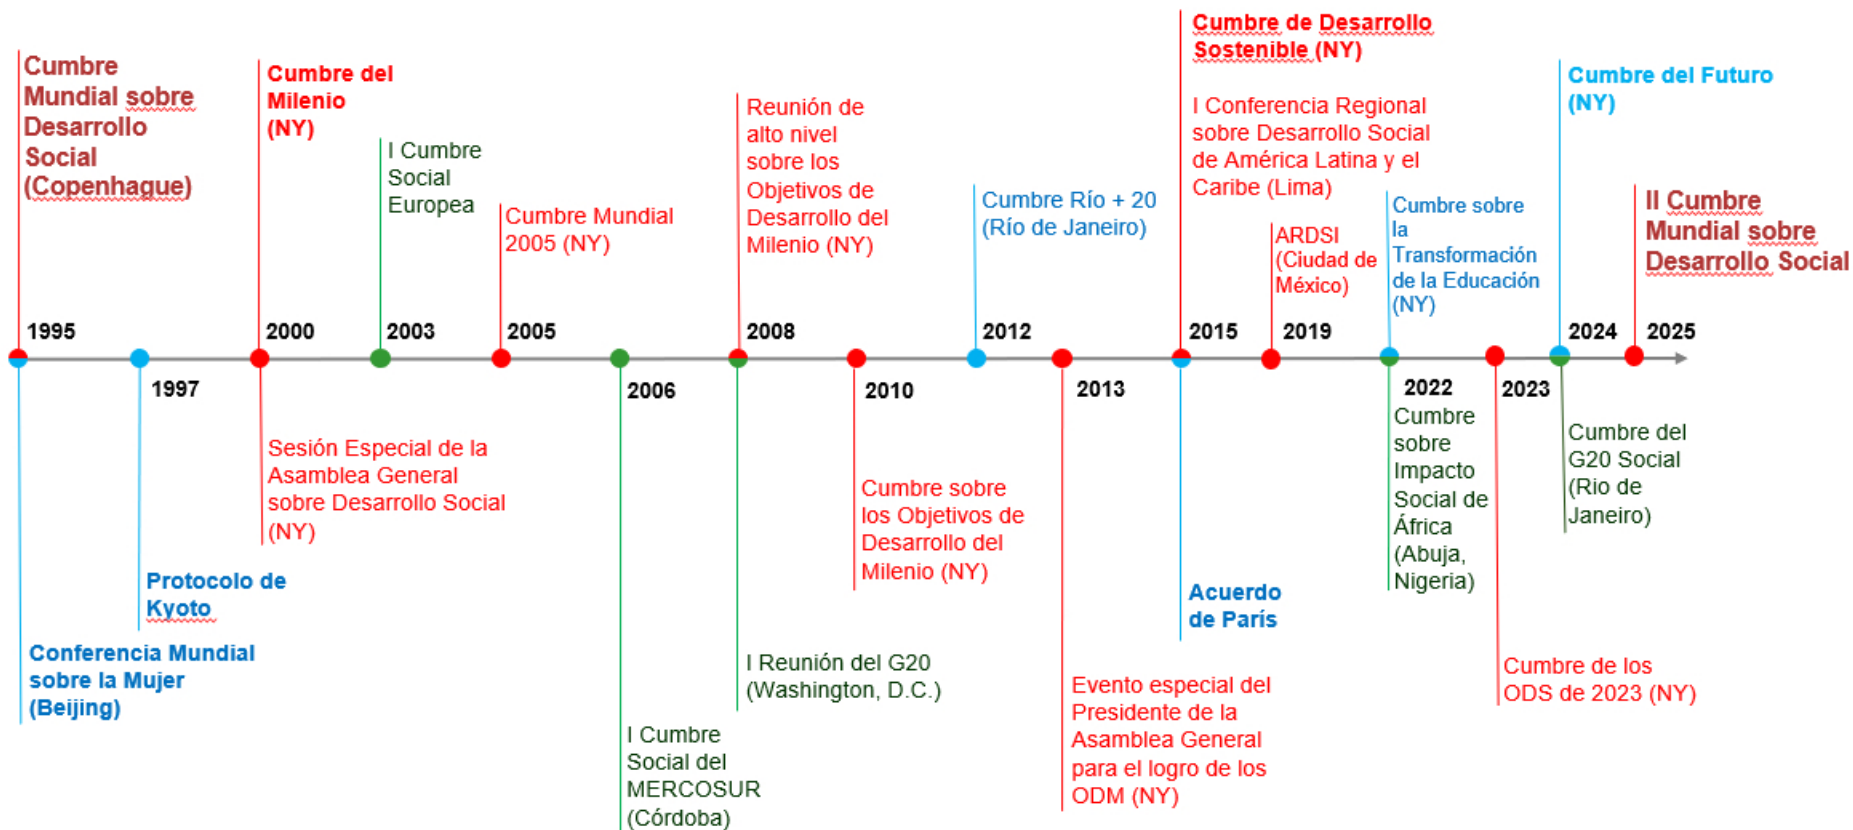 Cumbre
Mundial sobre
Desarrollo
Social
(Copenhague)
1995
Conferencia Mundial
sobre la Mujer
(Beijing)
1997
Protocolo de
Kyoto
Cumbre del
Milenio
(NY)
2000
Sesión Especial de la
Asamblea General
sobre Desarrollo Social
(NY)
I Cumbre
Social
Europea
2003
Cumbre Mundial
2005 (NY)
2005
2006
I Cumbre
Social del
MERCOSUR
(Córdoba)
Reunión de
alto nivel
sobre los
Objetivos de
Desarrollo del
Milenio (NY)
2008
I Reunión del G20
(Washington, D.C.)
2010
Cumbre sobre
los Objetivos de
Desarrollo del
Milenio (NY)
Cumbre Río + 20
(Río de Janeiro)
2012
2013
Evento especial del
Presidente de la
Asamblea General
para el logro de los
ODM (NY)
Cumbre de Desarrollo
Sostenible (NY)
I Conferencia Regional
sobre Desarrollo Social
de América Latina y el
Caribe (Lima)
2015
Acuerdo
de París
ARDSI
(Ciudad de
México)
2019
Cumbre sobre
la
Transformación
de la Educación
(NY)
2022
Cumbre
sobre
Impacto
Social de
África
(Abuja,
Nigeria)
2023
Cumbre de los
ODS de 2023 (NY)
Cumbre del Futuro
(NY)
2024
Cumbre del
G20 Social
(Rio de
Janeiro)
II Cumbre
Mundial sobre
Desarrollo Social
2025